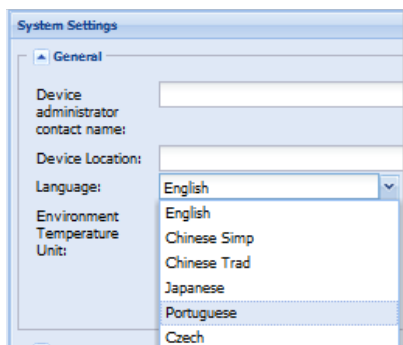 System Settings
General
Device
administrator
contact name:
Device Location:
Language:
English
Environment
Temperature
Unit:
English
Chinese Simp
Chinese Trad
Japanese
Portuguese
Czech